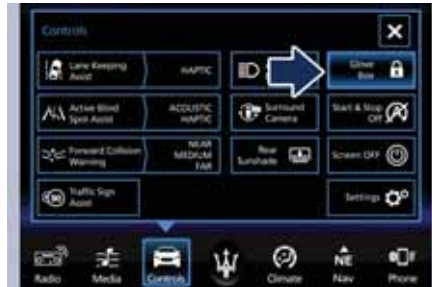 Controls
Lane Keeping
Assist
HAPTIC
Glove
Box
Active Blind
Spot Assist
ACOUSTIC
HAPTIC
Surround
Camera
Start & Stop
Off
Forward Collision
Warning
NEAR
MEDIUM
FAR
Rear
Sunshade
Screen OFF
Traffic Sign
Assist
Settings
Radio
Media
Controls
Climate
NE
Nav
Phone